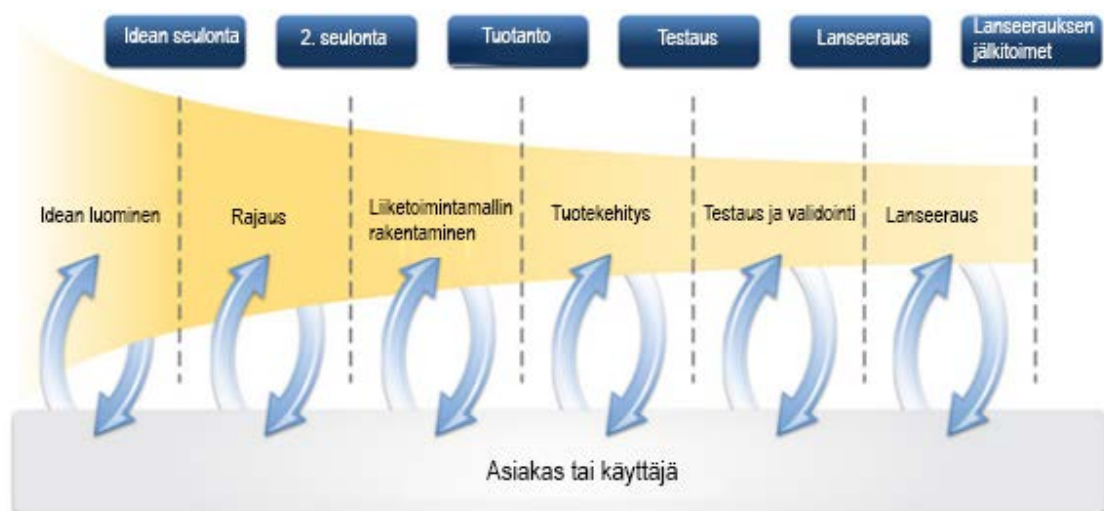 Idean seulonta
2. seulonta
Tuotanto
Testaus
Lanseeraus
Lanseerauksen
jälkitoimet
Idean luominen
Rajaus
Liiketoimintamallin
rakentaminen
Tuotekehitys
Testaus ja validointi
Lanseeraus
Asiakas tai käyttäjä